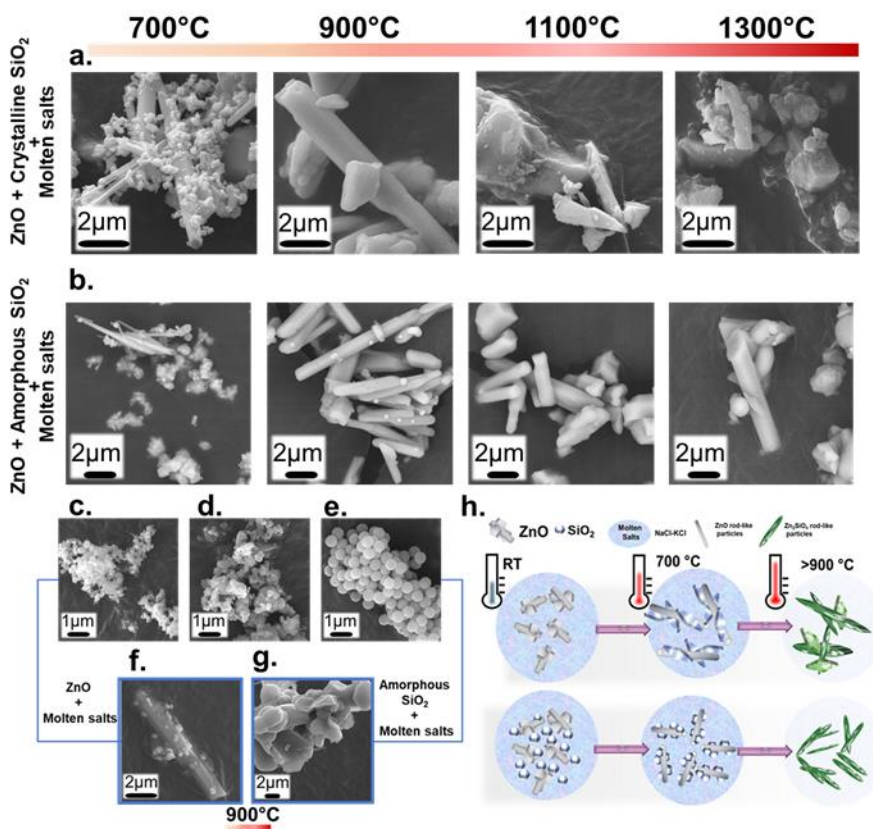 700°C 900°C 1100°C 1300°C
a.
ZnO + Crystalline SiO₂
+
Molten salts
2µm 2µm 2µm 2µm
b.
ZnO + Amorphous SiO₂
+
Molten salts
2µm 2µm 2µm 2µm
c. d. e.
1µm 1µm 1µm
f. g.
ZnO
+
Molten salts
Amorphous
SiO₂
+
Molten salts
2µm 2µm
900°C
h.
ZnO SiO₂
Molten
Salts
NaCl-KCl
ZnO rod-like
particles
Zn₂SiO₄ rod-like
particles
RT 700 °C >900 °C